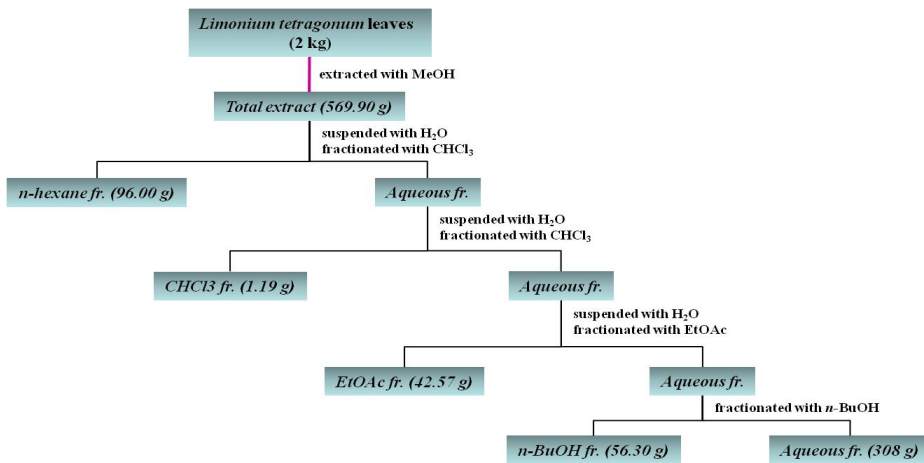 Limonium tetragonum leaves
(2 kg)
extracted with MeOH
Total extract (569.90 g)
suspended with H₂O
fractionated with CHCl₃
n-hexane fr. (96.00 g)
Aqueous fr.
suspended with H₂O
fractionated with CHCl₃
CHCl3 fr. (1.19 g)
Aqueous fr.
suspended with H₂O
fractionated with EtOAc
EtOAc fr. (42.57 g)
Aqueous fr.
fractionated with n-BuOH
n-BuOH fr. (56.30 g)
Aqueous fr. (308 g)